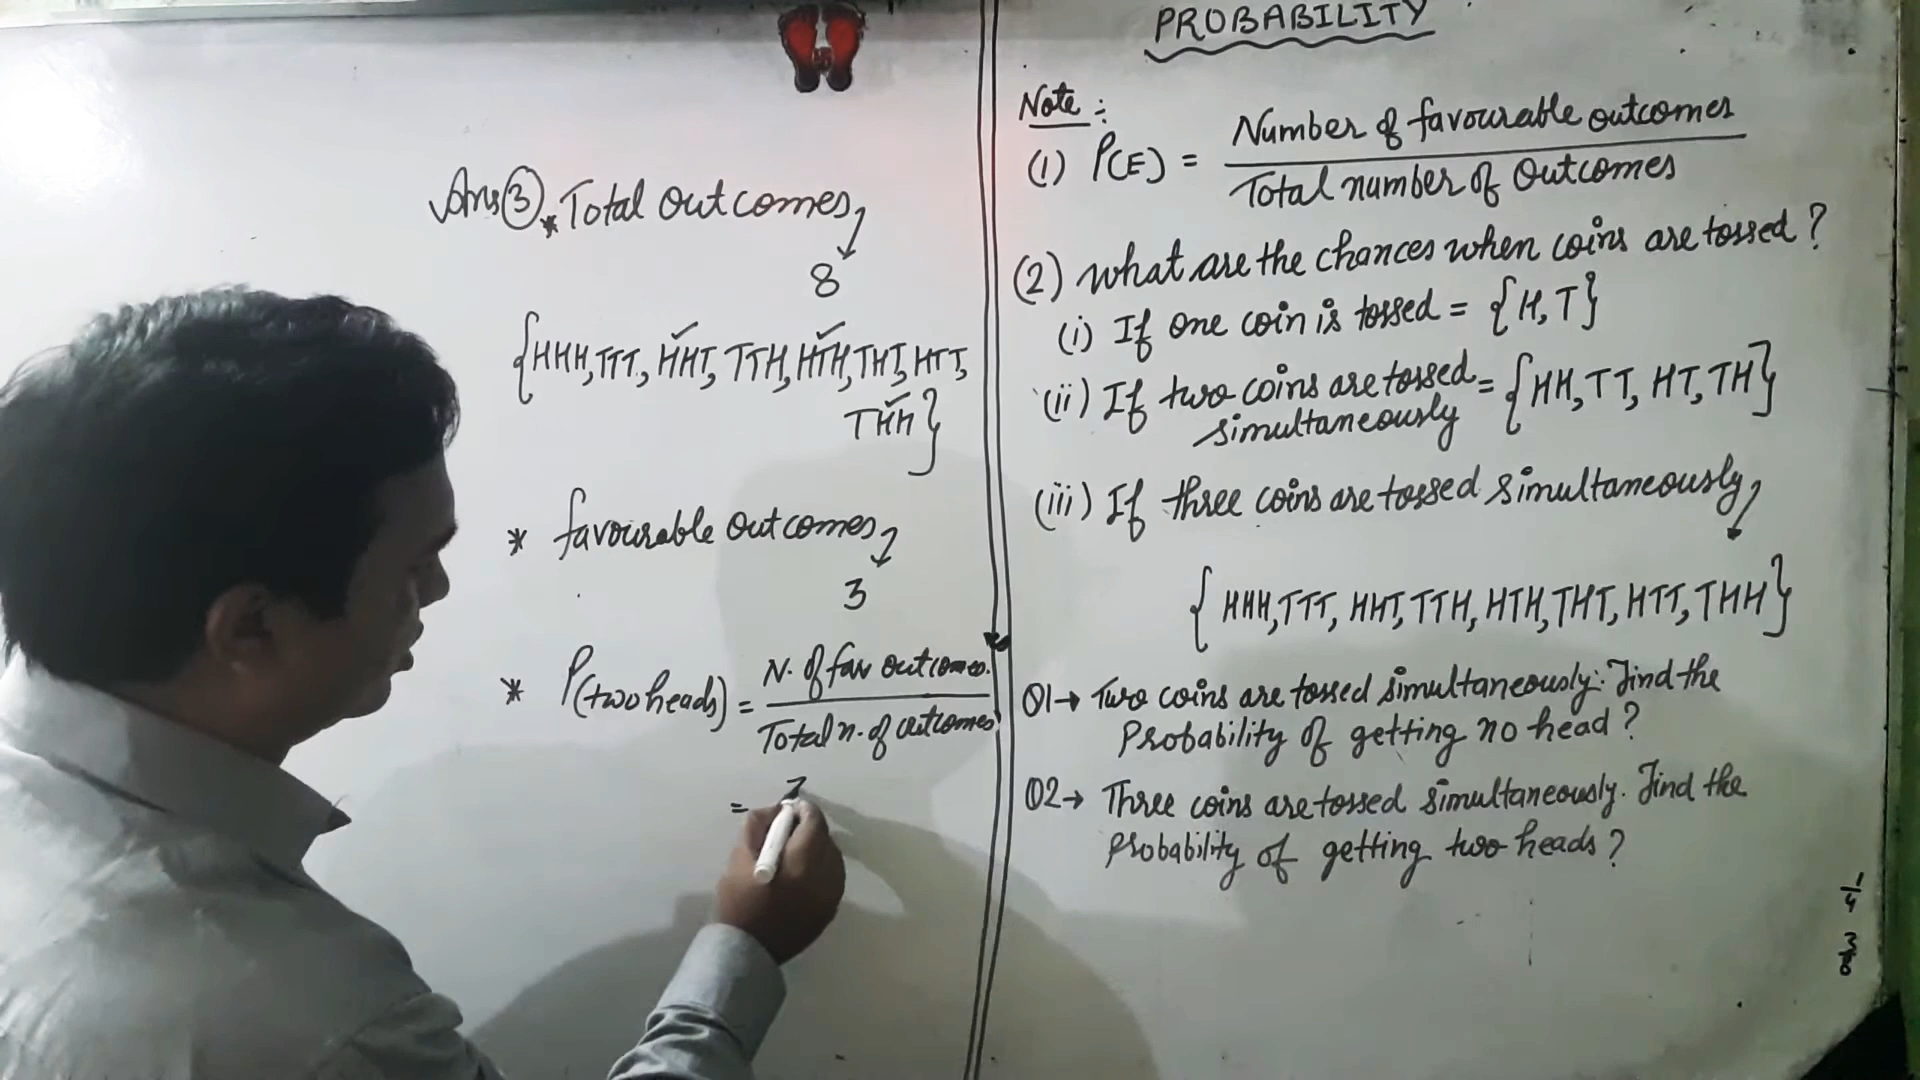 Ans ③ * Total outcomes
8
{HHH, TTT, HHT, TTH, HTH, THT, HTT,
THH}
* favourable outcomes
3
* P(two heads) = N. of fav outcomes.
Total n. of outcomes
=
PROBABILITY
Note :
(1) P(E) = Number of favourable outcomes
Total number of Outcomes
(2) What are the chances when coins are tossed?
(i) If one coin is tossed = {H, T}
(ii) If two coins are tossed = {HH, TT, HT, TH}
simultaneously
(iii) If three coins are tossed simultaneously
{HHH, TTT, HHT, TTH, HTH, THT, HTT, THH}
Q1→ Two coins are tossed simultaneously. Find the
Probability of getting no head?
Q2→ Three coins are tossed simultaneously. Find the
probability of getting two heads?
1
4
3
8